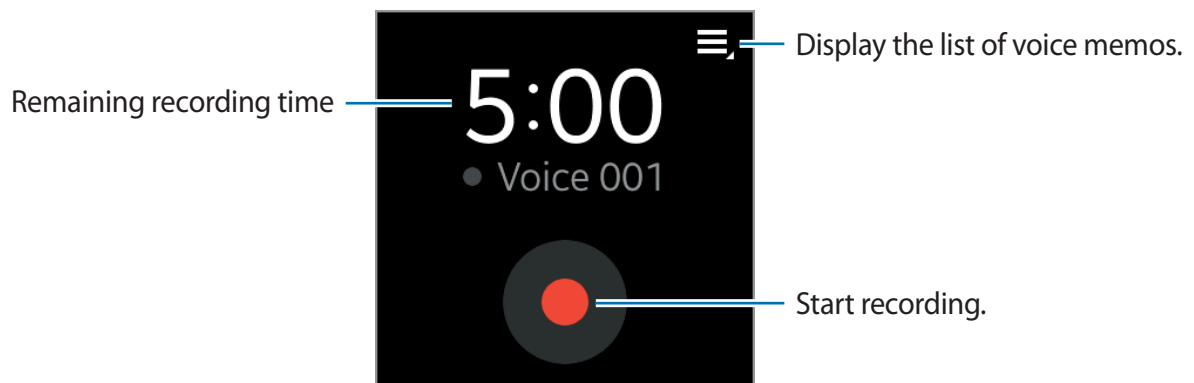 Display the list of voice memos.
Remaining recording time
5:00
Voice 001
Start recording.